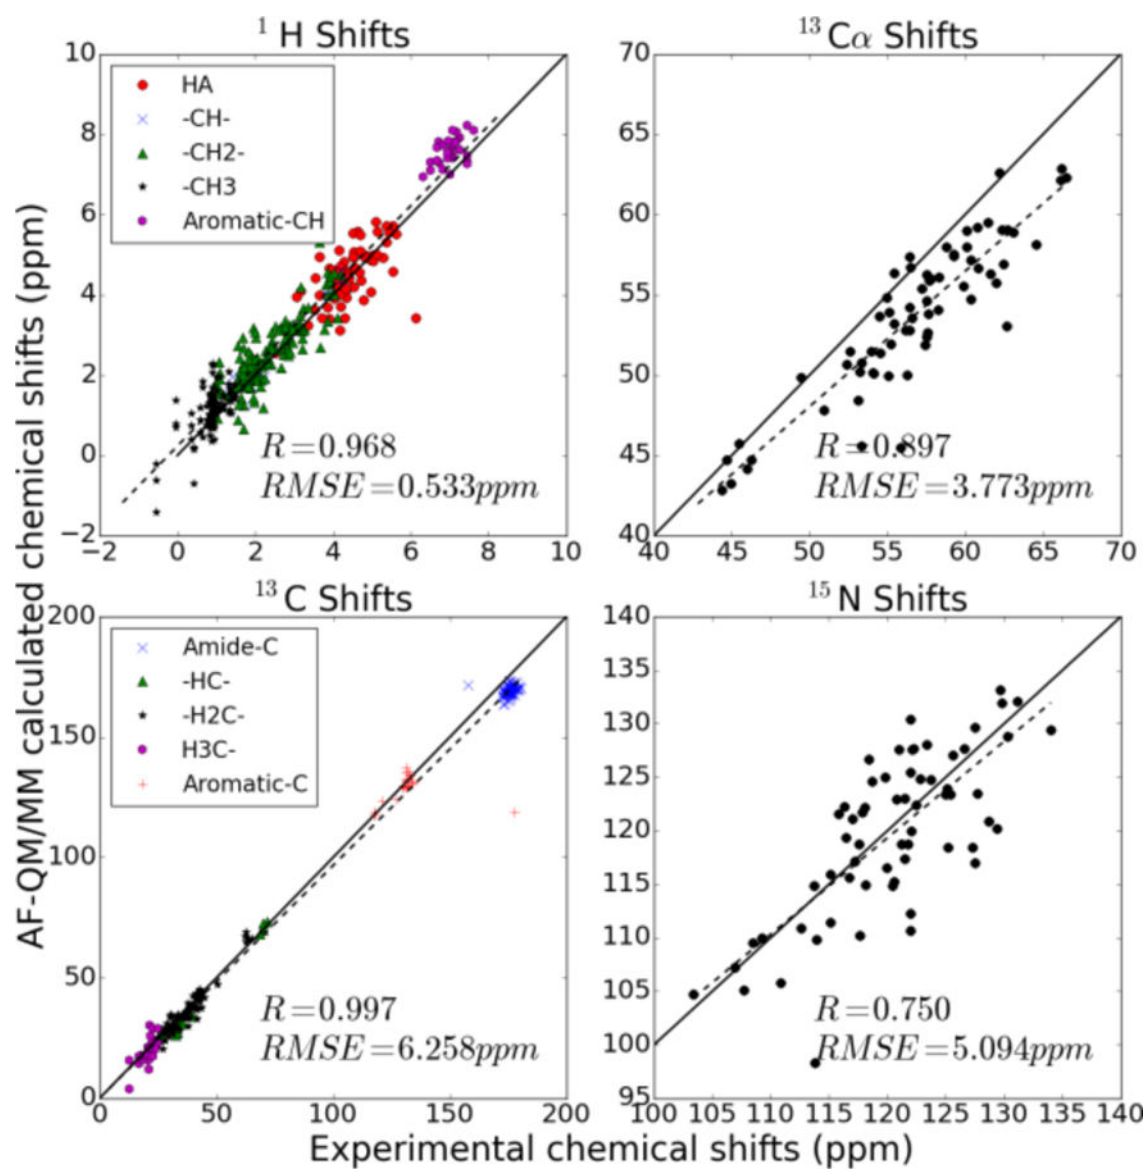 ¹ H Shifts
10
8
6
4
2
0
−2
−2 0 2 4 6 8 10
HA
-CH-
-CH2-
-CH3
Aromatic-CH
R=0.968
RMSE=0.533ppm
¹³Cα Shifts
70
65
60
55
50
45
40
40 45 50 55 60 65 70
R=0.897
RMSE=3.773ppm
AF-QM/MM calculated chemical shifts (ppm)
¹³C Shifts
200
150
100
50
0
0 50 100 150 200
Amide-C
-HC-
-H2C-
H3C-
Aromatic-C
R=0.997
RMSE=6.258ppm
¹⁵N Shifts
140
135
130
125
120
115
110
105
100
95
100 105 110 115 120 125 130 135 140
R=0.750
RMSE=5.094ppm
Experimental chemical shifts (ppm)